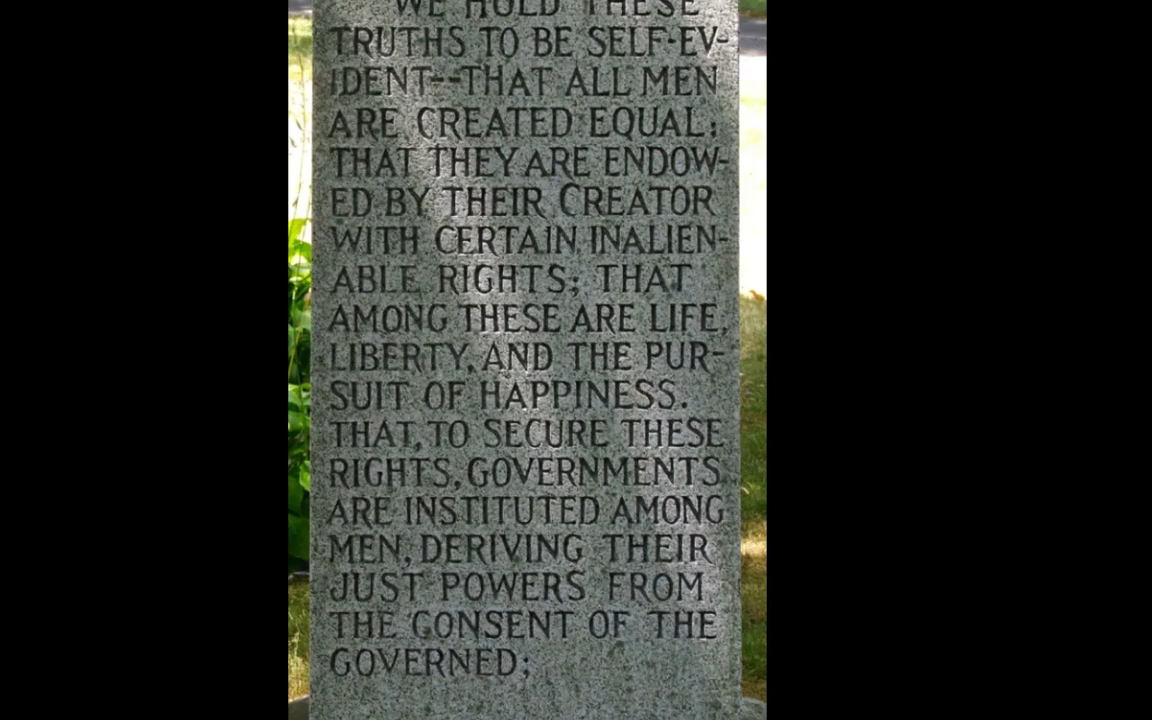 WE HOLD THESE
TRUTHS TO BE SELF-EV-
IDENT--THAT ALL MEN
ARE CREATED EQUAL;
THAT THEY ARE ENDOW-
ED BY THEIR CREATOR
WITH CERTAIN INALIEN-
ABLE RIGHTS; THAT
AMONG THESE ARE LIFE,
LIBERTY, AND THE PUR-
SUIT OF HAPPINESS.
THAT, TO SECURE THESE
RIGHTS, GOVERNMENTS
ARE INSTITUTED AMONG
MEN, DERIVING THEIR
JUST POWERS FROM
THE CONSENT OF THE
GOVERNED;